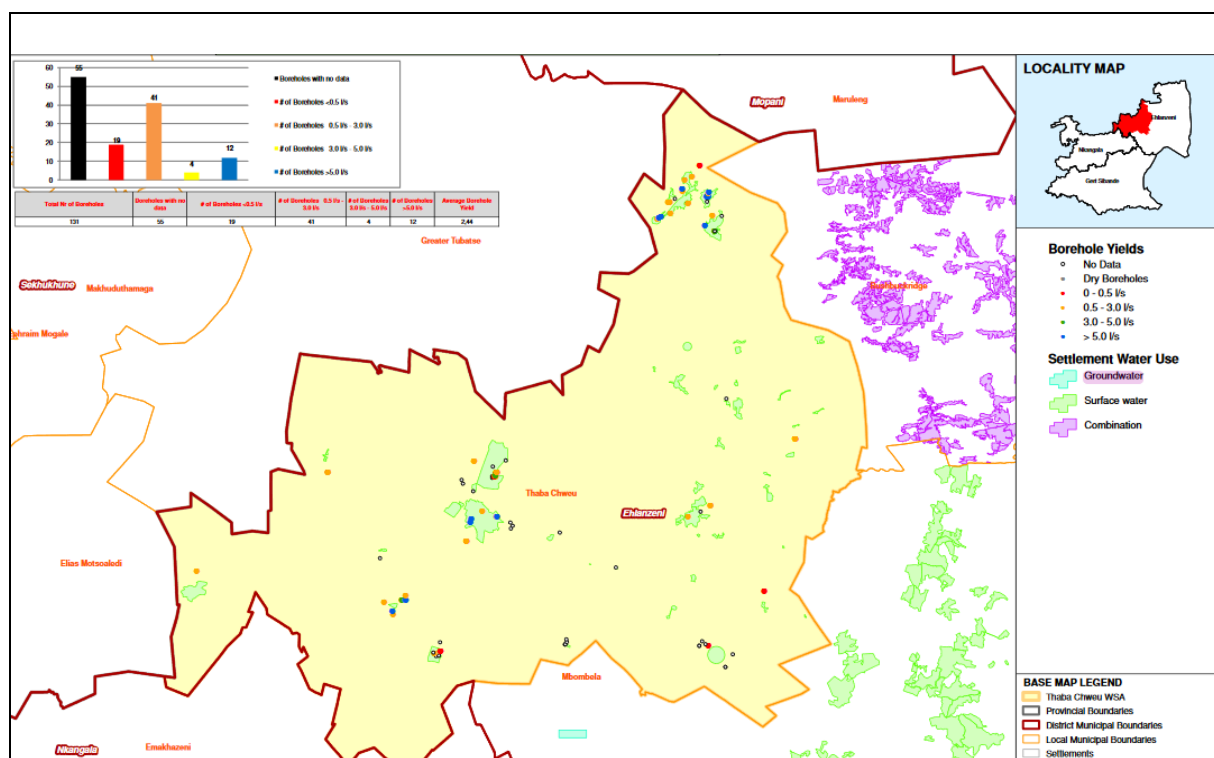 60
50
40
30
20
10
0
55
19
41
4
12
Boreholes with no data
# of Boreholes <0.5 l/s
# of Boreholes 0.5 l/s - 3.0 l/s
# of Boreholes 3.0 l/s - 5.0 l/s
# of Boreholes >5.0 l/s
Total Nr of Boreholes
Boreholes with no data
# of Boreholes <0.5 l/s
# of Boreholes 0.5 l/s - 3.0 l/s
# of Boreholes 3.0 l/s - 5.0 l/s
# of Boreholes >5.0 l/s
Average Borehole Yield
131 55 19 41 4 12 2,44
Mopani
Maruleng
Greater Tubatse
Sekhukhune
Makhuduthamaga
Ephraim Mogale
Thaba Chweu
Ehlanzeni
Elias Motsoaledi
Mbombela
Nkangala
Emakhazeni
LOCALITY MAP
Ehlanzeni
Nkangala
Gert Sibande
Borehole Yields
No Data
Dry Boreholes
0 - 0.5 l/s
0.5 - 3.0 l/s
3.0 - 5.0 l/s
> 5.0 l/s
Settlement Water Use
Groundwater
Surface water
Combination
BASE MAP LEGEND
Thaba Chweu WSA
Provincial Boundaries
District Municipal Boundaries
Local Municipal Boundaries
Settlements